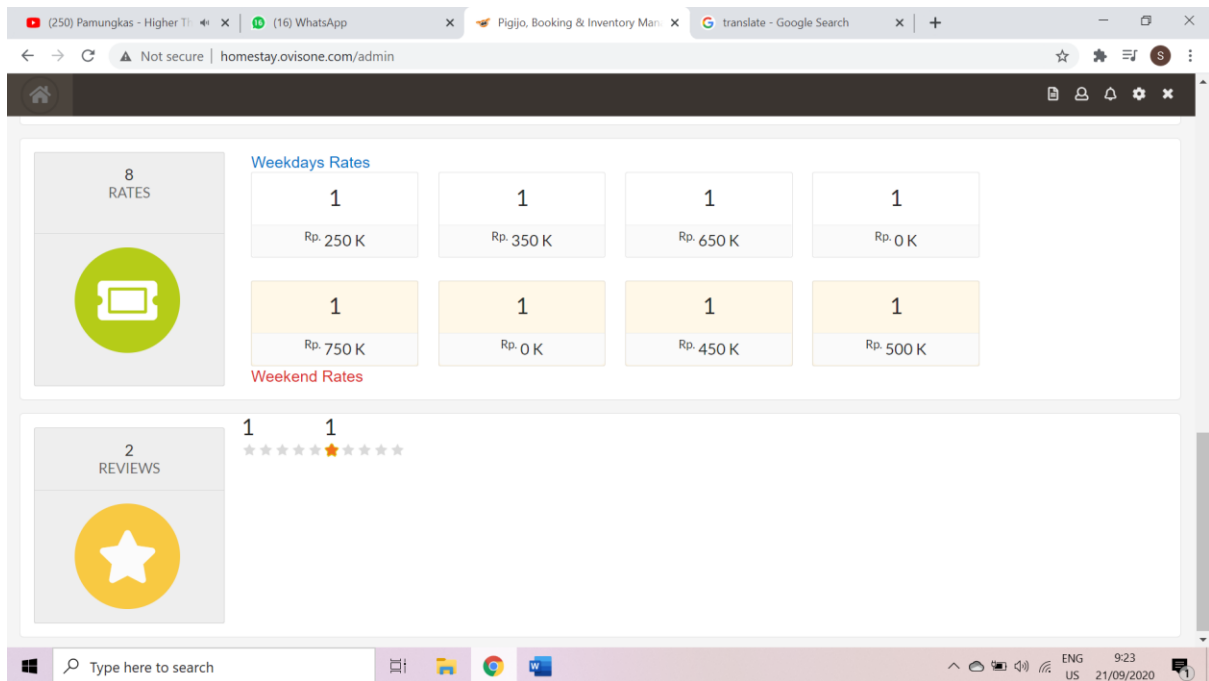 (250) Pamungkas - Higher Th
(16) WhatsApp
Pigijo, Booking & Inventory Man
translate - Google Search
Not secure | homestay.ovisone.com/admin
S
8
RATES
Weekdays Rates
1 1 1 1
Rp. 250 K Rp. 350 K Rp. 650 K Rp. 0 K
1 1 1 1
Rp. 750 K Rp. 0 K Rp. 450 K Rp. 500 K
Weekend Rates
2
REVIEWS
1 1
Type here to search
ENG
US
9:23
21/09/2020
1